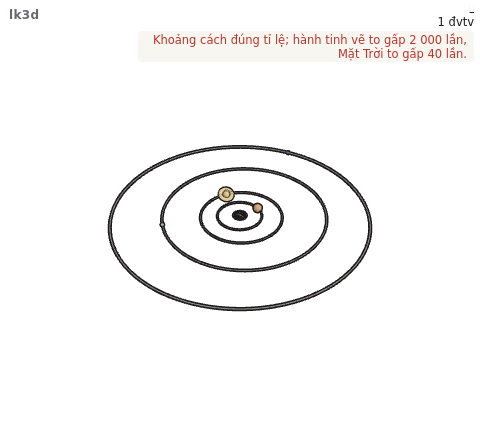 lk3d
1 đvtv
Khoảng cách đúng tỉ lệ; hành tinh vẽ to gấp 2 000 lần,
Mặt Trời to gấp 40 lần.